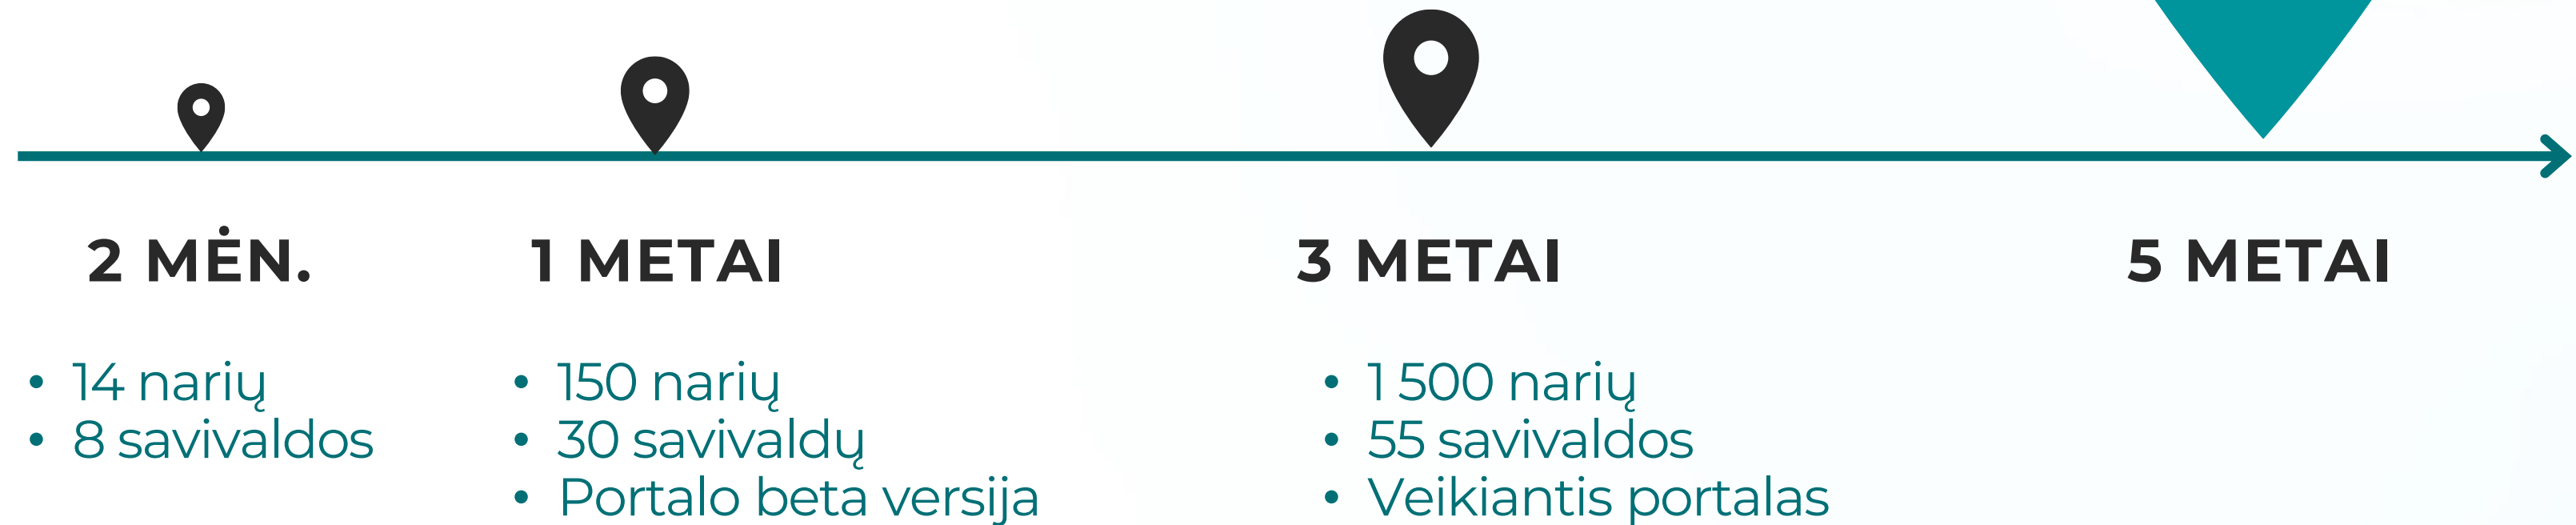 2 MĖN.
1 METAI
3 METAI
5 METAI
• 14 narių
• 8 savivaldos
• 150 narių
• 30 savivaldų
• Portalo beta versija
• 1 500 narių
• 55 savivaldos
• Veikiantis portalas